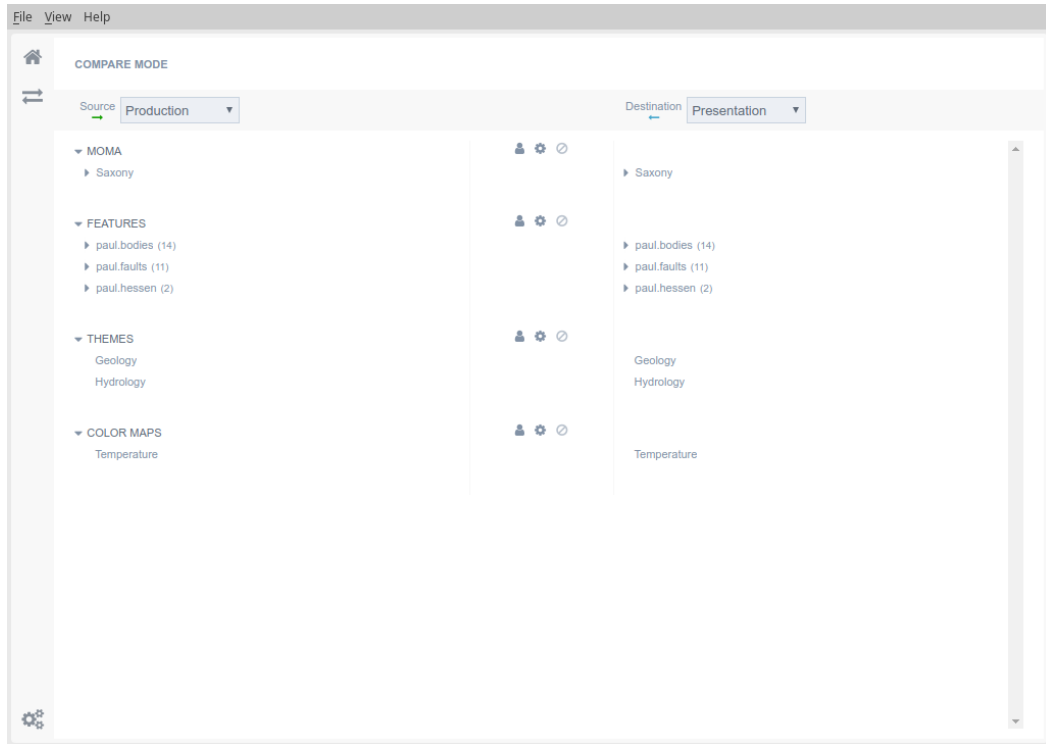 File View Help
COMPARE MODE
Source Production Destination Presentation
MOMA
Saxony Saxony
FEATURES
paul.bodies (14) paul.bodies (14)
paul.faults (11) paul.faults (11)
paul.hessen (2) paul.hessen (2)
THEMES
Geology Geology
Hydrology Hydrology
COLOR MAPS
Temperature Temperature